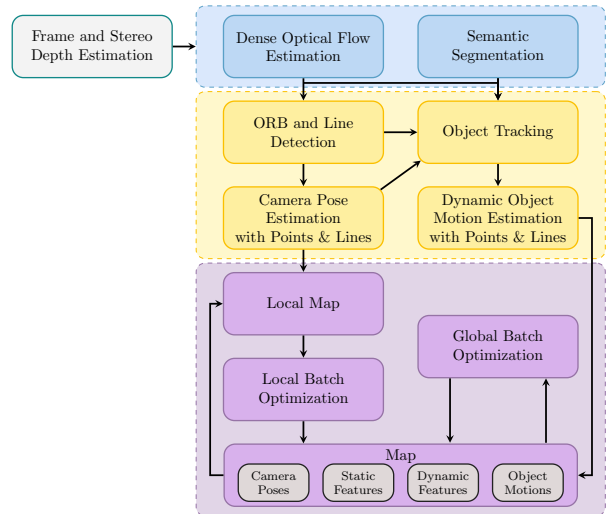 Frame and Stereo
Depth Estimation
Dense Optical Flow
Estimation
Semantic
Segmentation
ORB and Line
Detection
Object Tracking
Camera Pose
Estimation
with Points & Lines
Dynamic Object
Motion Estimation
with Points & Lines
Local Map
Global Batch
Optimization
Local Batch
Optimization
Map
Camera
Poses
Static
Features
Dynamic
Features
Object
Motions